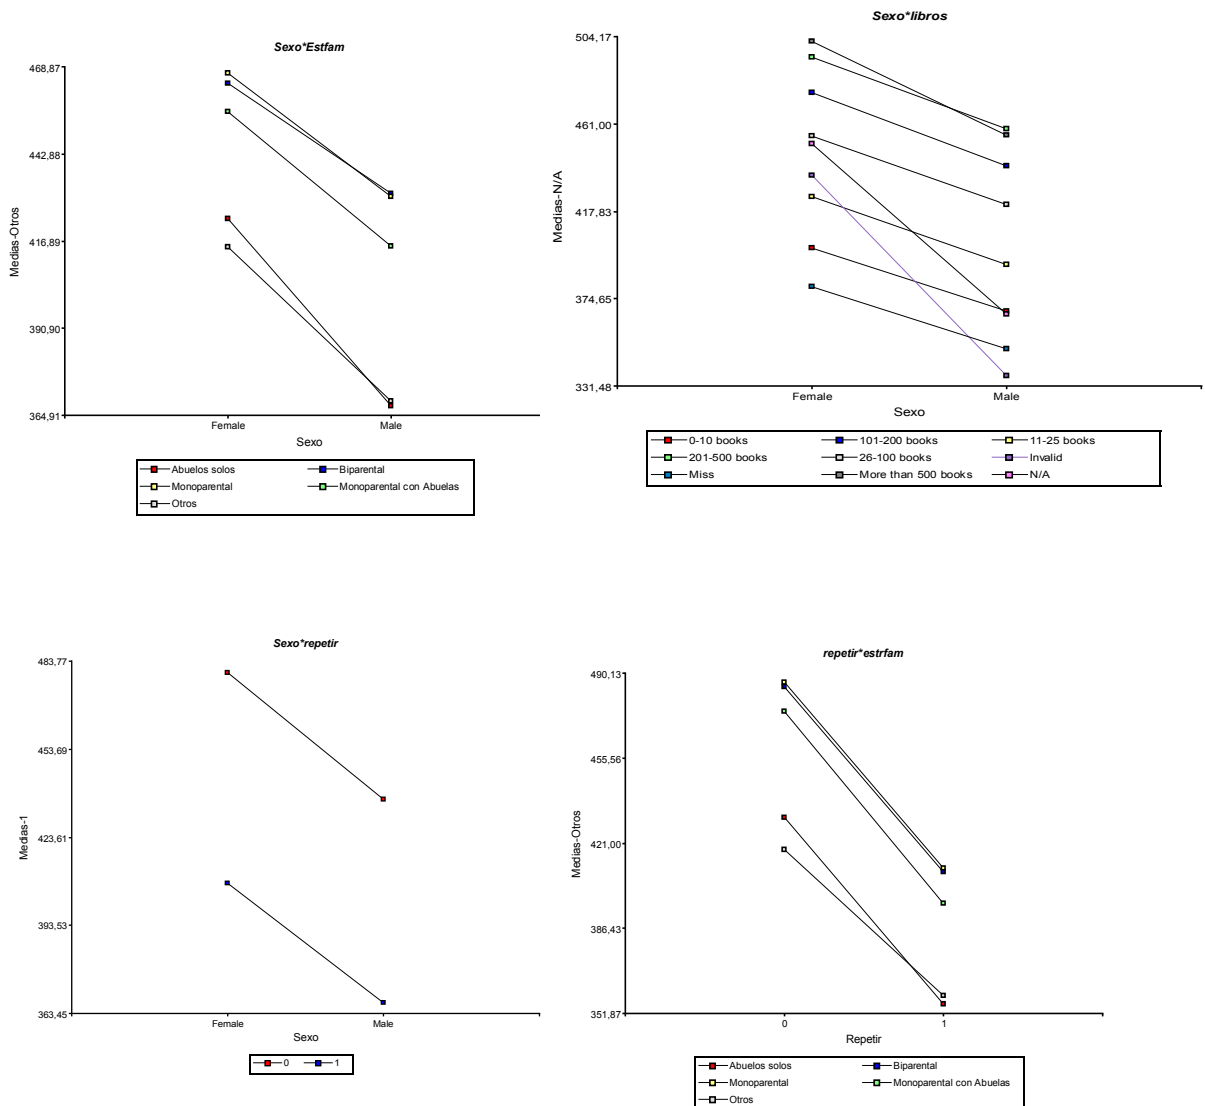 Sexo*Estfam
468,87
442,88
416,89
390,90
364,91
Medias-Otros
Female Male
Sexo
Abuelos solos Biparental
Monoparental Monoparental con Abuelas
Otros
Sexo*libros
504,17
461,00
417,83
374,65
331,48
Medias-N/A
Female Male
Sexo
0-10 books 101-200 books 11-25 books
201-500 books 26-100 books Invalid
Miss More than 500 books N/A
Sexo*repetir
483,77
453,69
423,61
393,53
363,45
Medias-1
Female Male
Sexo
0 1
repetir*estrfam
490,13
455,56
421,00
386,43
351,87
Medias-Otros
0 1
Repetir
Abuelos solos Biparental
Monoparental Monoparental con Abuelas
Otros